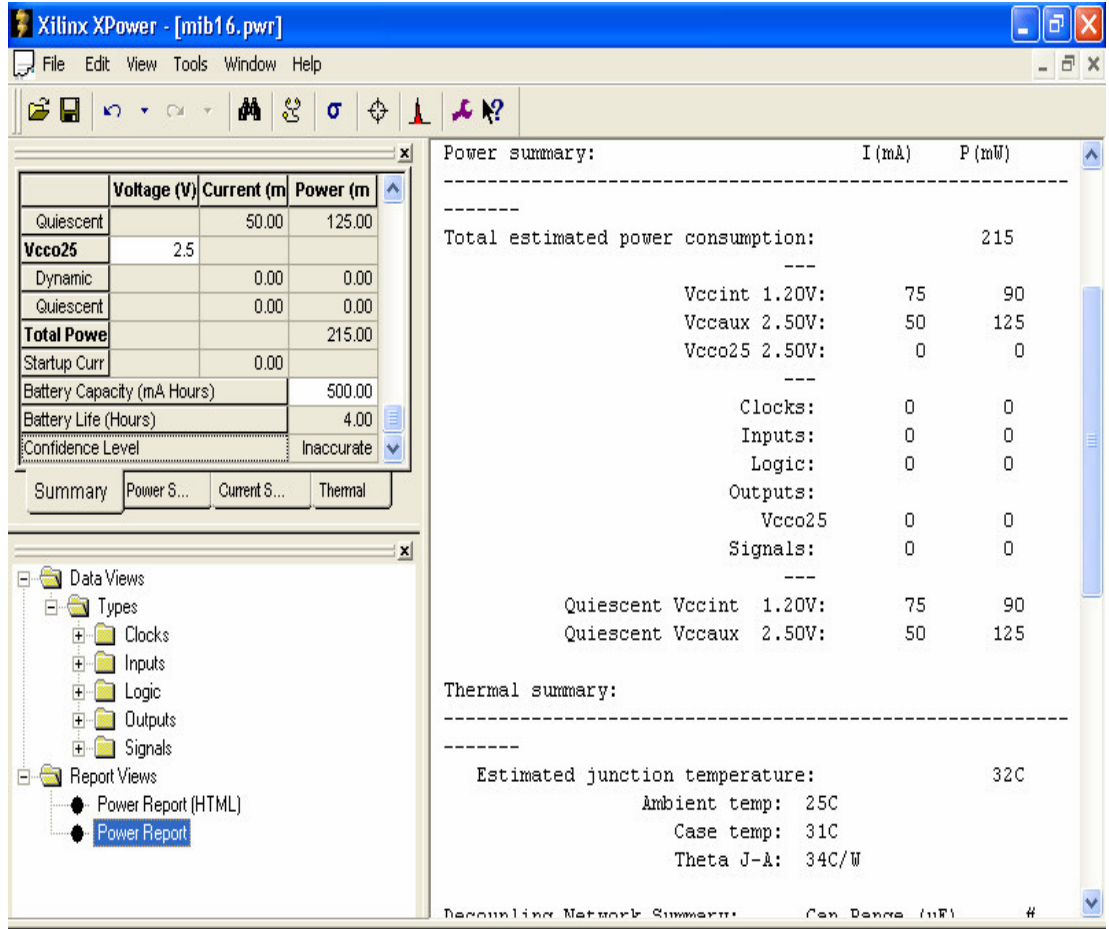 Xilinx XPower - [mib16.pwr]
File Edit View Tools Window Help
Voltage (V) Current (m Power (m
Quiescent 50.00 125.00
Vcco25 2.5
Dynamic 0.00 0.00
Quiescent 0.00 0.00
Total Powe 215.00
Startup Curr 0.00
Battery Capacity (mA Hours) 500.00
Battery Life (Hours) 4.00
Confidence Level Inaccurate
Summary Power S... Current S... Thermal
Data Views
Types
Clocks
Inputs
Logic
Outputs
Signals
Report Views
Power Report (HTML)
Power Report
Power summary: I(mA) P(mW)
--------------------------------------------------------
-------
Total estimated power consumption: 215
---
Vccint 1.20V: 75 90
Vccaux 2.50V: 50 125
Vcco25 2.50V: 0 0
---
Clocks: 0 0
Inputs: 0 0
Logic: 0 0
Outputs:
Vcco25 0 0
Signals: 0 0
---
Quiescent Vccint 1.20V: 75 90
Quiescent Vccaux 2.50V: 50 125
Thermal summary:
--------------------------------------------------------
-------
Estimated junction temperature: 32C
Ambient temp: 25C
Case temp: 31C
Theta J-A: 34C/W
Decoupling Network Summary: Cap Range (uF) #